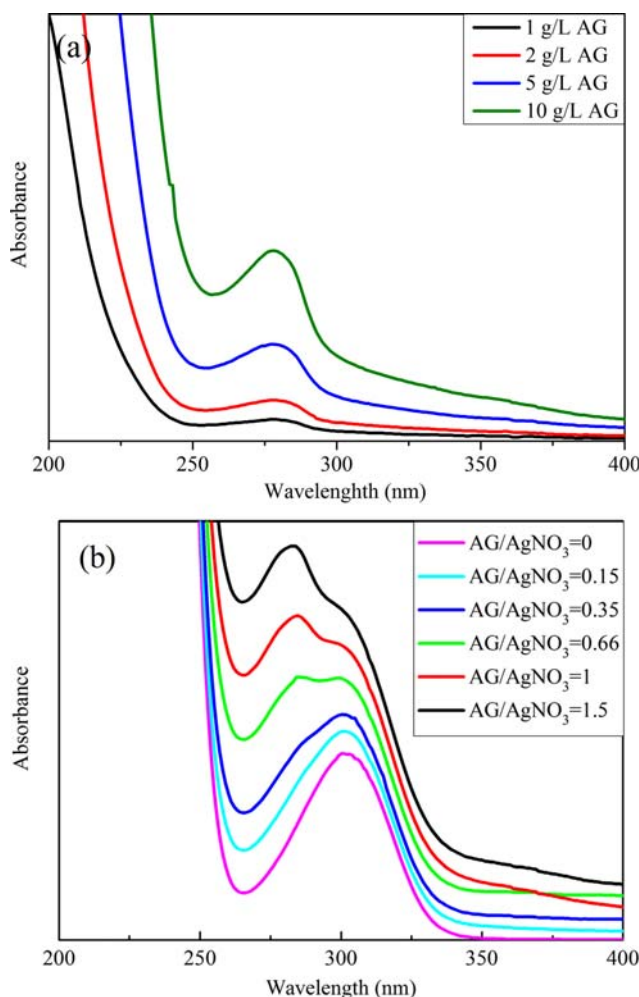 (a)
1 g/L AG
2 g/L AG
5 g/L AG
10 g/L AG
Absorbance
200 250 300 350 400
Wavelenghth (nm)
(b)
AG/AgNO₃=0
AG/AgNO₃=0.15
AG/AgNO₃=0.35
AG/AgNO₃=0.66
AG/AgNO₃=1
AG/AgNO₃=1.5
Absorbance
200 250 300 350 400
Wavelength (nm)